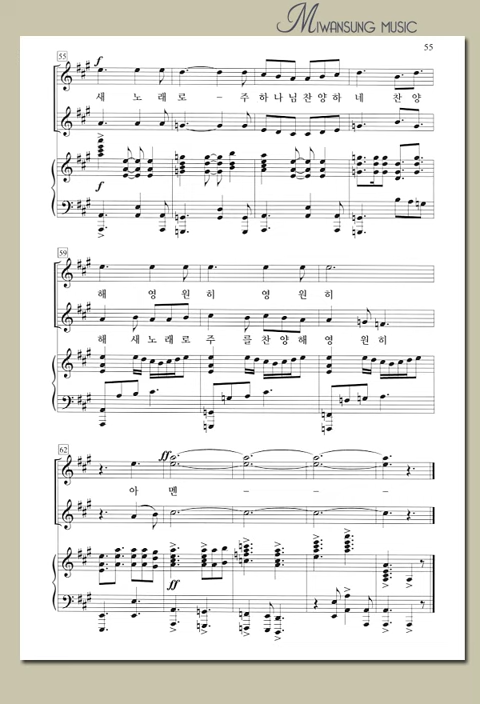 MIWANSUNG MUSIC
55
55
f
새 노 래 로 - 주 하 나 님 찬 양 하 네 찬 양
f
59
해 영 원 히 영 원 히
해 새 노 래 로 주 를 찬 양 해 영 원 히
62
ff
아 멘 - - -
ff